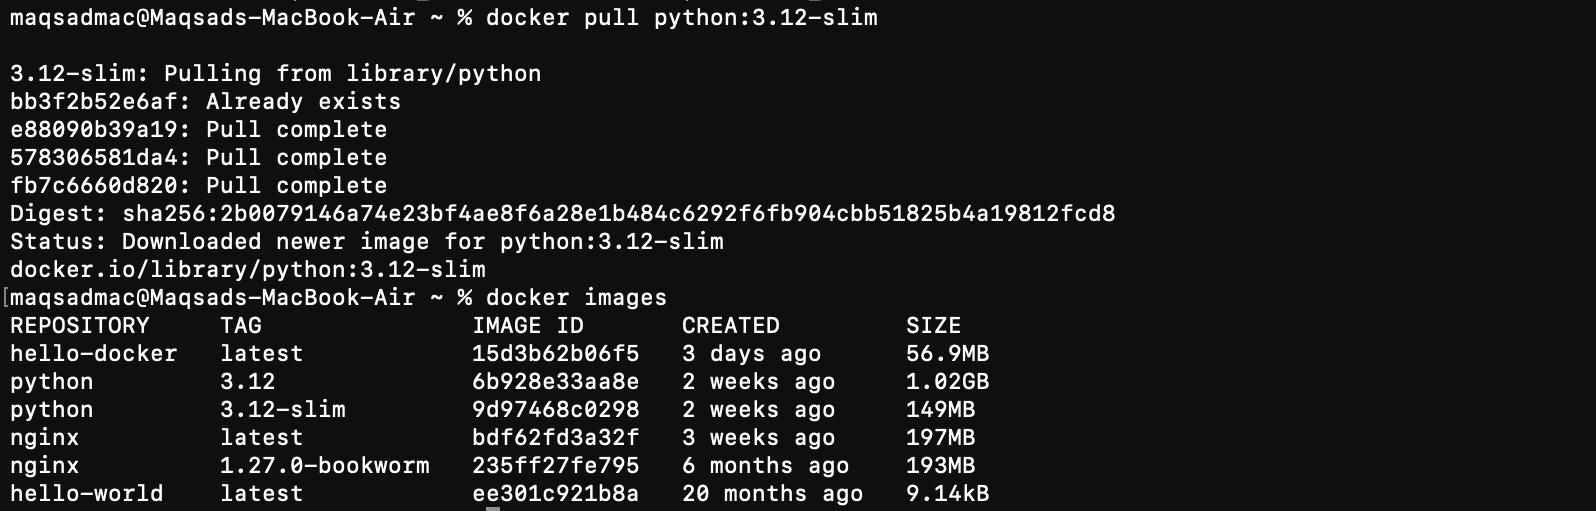 maqsadmac@Maqsads-MacBook-Air ~ % docker pull python:3.12-slim
3.12-slim: Pulling from library/python
bb3f2b52e6af: Already exists
e88090b39a19: Pull complete
578306581da4: Pull complete
fb7c6660d820: Pull complete
Digest: sha256:2b0079146a74e23bf4ae8f6a28e1b484c6292f6fb904cbb51825b4a19812fcd8
Status: Downloaded newer image for python:3.12-slim
docker.io/library/python:3.12-slim
[maqsadmac@Maqsads-MacBook-Air ~ % docker images
REPOSITORY     TAG               IMAGE ID       CREATED         SIZE
hello-docker   latest            15d3b62b06f5   3 days ago      56.9MB
python         3.12              6b928e33aa8e   2 weeks ago     1.02GB
python         3.12-slim         9d97468c0298   2 weeks ago     149MB
nginx          latest            bdf62fd3a32f   3 weeks ago     197MB
nginx          1.27.0-bookworm   235ff27fe795   6 months ago    193MB
hello-world    latest            ee301c921b8a   20 months ago   9.14kB